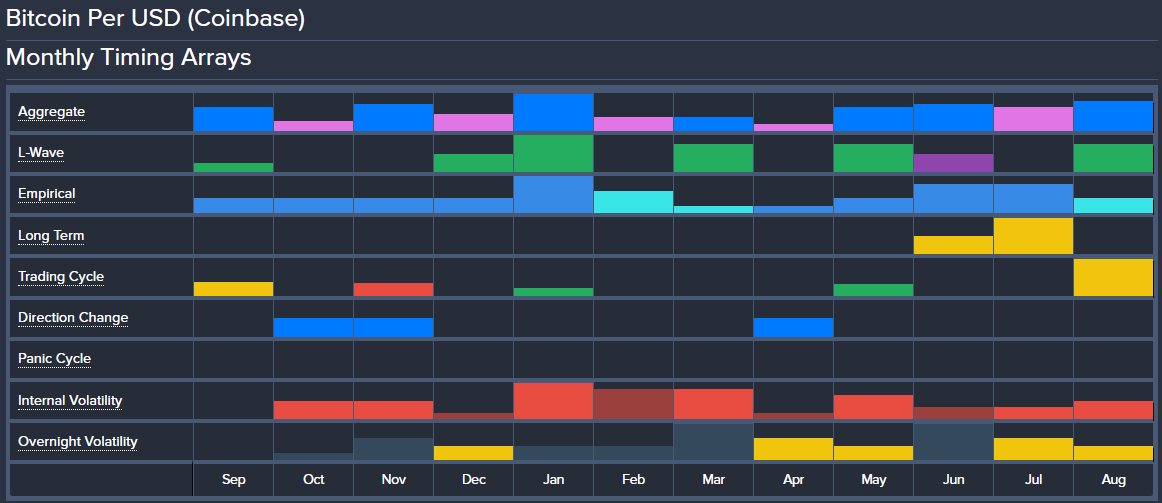 Bitcoin Per USD (Coinbase)
Monthly Timing Arrays
Aggregate
L-Wave
Empirical
Long Term
Trading Cycle
Direction Change
Panic Cycle
Internal Volatility
Overnight Volatility
Sep Oct Nov Dec Jan Feb Mar Apr May Jun Jul Aug